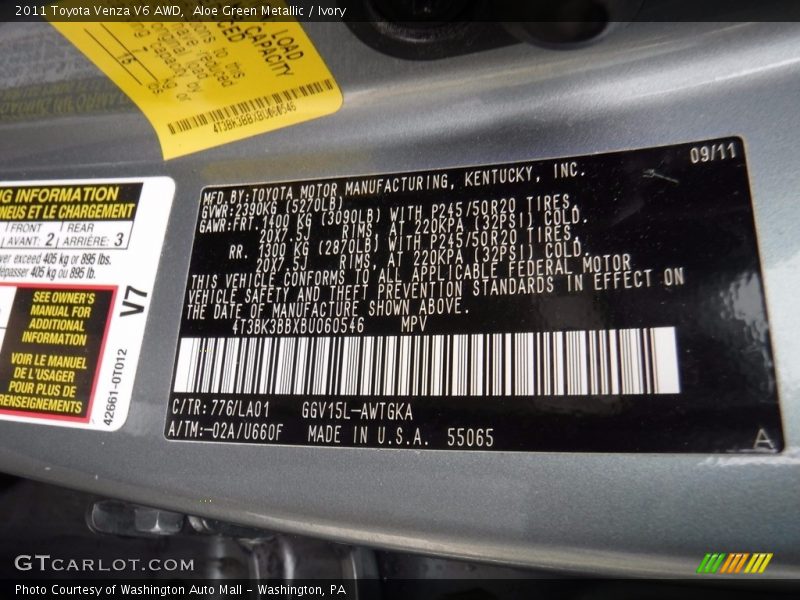 2011 Toyota Venza V6 AWD, Aloe Green Metallic / Ivory
LOAD
CAPACITY
4T3BK3BBXBU060546
NG INFORMATION
PNEUS ET LE CHARGEMENT
FRONT REAR
AVANT: 2 ARRIÈRE: 3
ver exceed 405 kg or 895 lbs.
dépasser 405 kg ou 895 lb.
SEE OWNER'S
MANUAL FOR
ADDITIONAL
INFORMATION
VOIR LE MANUEL
DE L'USAGER
POUR PLUS DE
RENSEIGNEMENTS
V7
42661-0T012
09/11
MFD. BY: TOYOTA MOTOR MANUFACTURING, KENTUCKY, INC.
GVWR: 2390KG (5270LB)
GAWR: FRT. 1400 KG (3090LB) WITH P245/50R20 TIRES,
20X7.5J RIMS, AT 220KPA (32PSI) COLD.
RR. 1300 KG (2870LB) WITH P245/50R20 TIRES,
20X7.5J RIMS, AT 220KPA (32PSI) COLD.
THIS VEHICLE CONFORMS TO ALL APPLICABLE FEDERAL MOTOR
VEHICLE SAFETY AND THEFT PREVENTION STANDARDS IN EFFECT ON
THE DATE OF MANUFACTURE SHOWN ABOVE.
4T3BK3BBXBU060546 MPV
C/TR: 776/LA01 GGV15L-AWTGKA
A/TM:-02A/U660F MADE IN U.S.A. 55065
A
GTCARLOT.COM
Photo Courtesy of Washington Auto Mall - Washington, PA